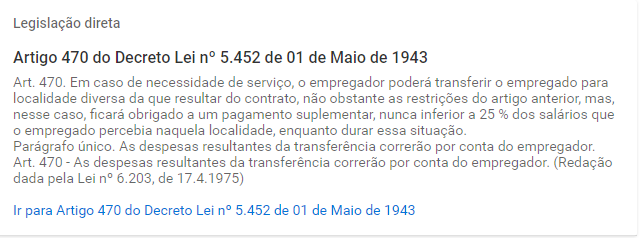 Legislação direta
Artigo 470 do Decreto Lei nº 5.452 de 01 de Maio de 1943
Art. 470. Em caso de necessidade de serviço, o empregador poderá transferir o empregado para
localidade diversa da que resultar do contrato, não obstante as restrições do artigo anterior, mas,
nesse caso, ficará obrigado a um pagamento suplementar, nunca inferior a 25 % dos salários que
o empregado percebia naquela localidade, enquanto durar essa situação.
Parágrafo único. As despesas resultantes da transferência correrão por conta do empregador.
Art. 470 - As despesas resultantes da transferência correrão por conta do empregador. (Redação
dada pela Lei nº 6.203, de 17.4.1975)
Ir para Artigo 470 do Decreto Lei nº 5.452 de 01 de Maio de 1943